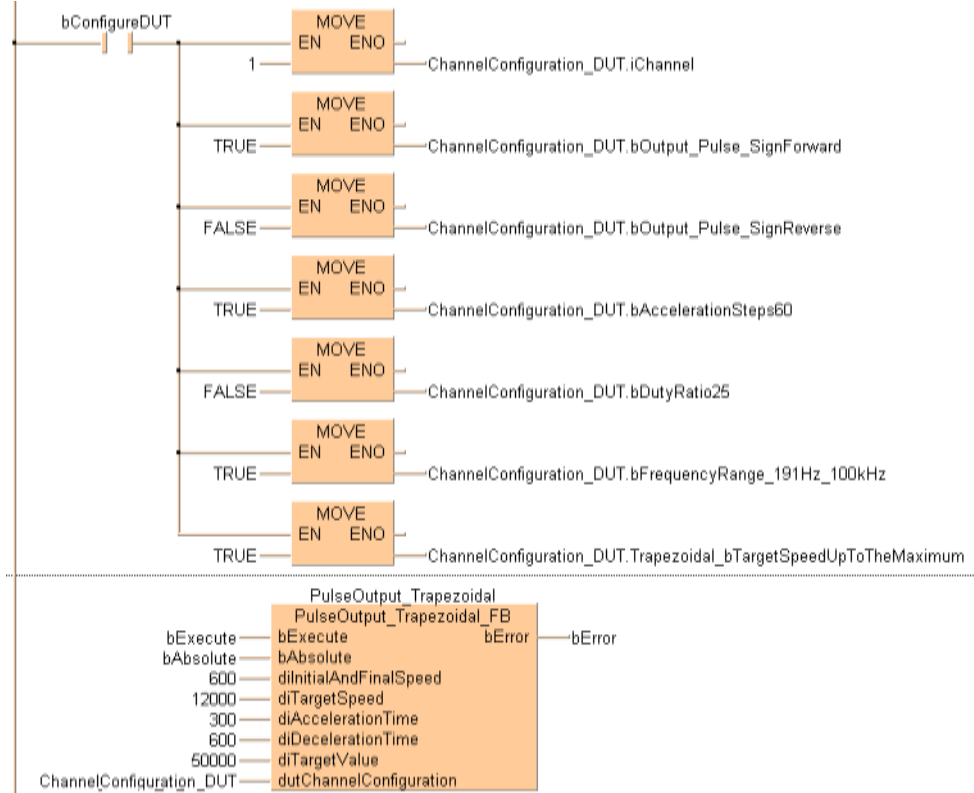 bConfigureDUT
MOVE
EN ENO
1 ChannelConfiguration_DUT.iChannel
MOVE
EN ENO
TRUE ChannelConfiguration_DUT.bOutput_Pulse_SignForward
MOVE
EN ENO
FALSE ChannelConfiguration_DUT.bOutput_Pulse_SignReverse
MOVE
EN ENO
TRUE ChannelConfiguration_DUT.bAccelerationSteps60
MOVE
EN ENO
FALSE ChannelConfiguration_DUT.bDutyRatio25
MOVE
EN ENO
TRUE ChannelConfiguration_DUT.bFrequencyRange_191Hz_100kHz
MOVE
EN ENO
TRUE ChannelConfiguration_DUT.Trapezoidal_bTargetSpeedUpToTheMaximum
PulseOutput_Trapezoidal
PulseOutput_Trapezoidal_FB
bExecute bExecute bError bError
bAbsolute bAbsolute
600 diInitialAndFinalSpeed
12000 diTargetSpeed
300 diAccelerationTime
600 diDecelerationTime
50000 diTargetValue
ChannelConfiguration_DUT dutChannelConfiguration